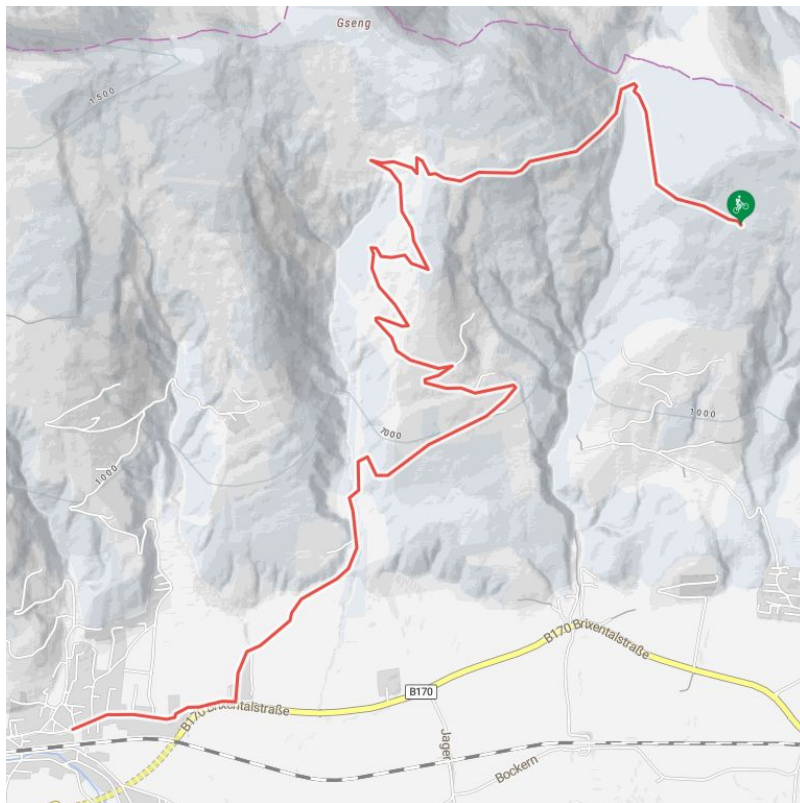 Gseng
1500
1000
1000
1000
B170 Brixentalstraße
B170
B170 Brixentalstraße
Jager
Bockern